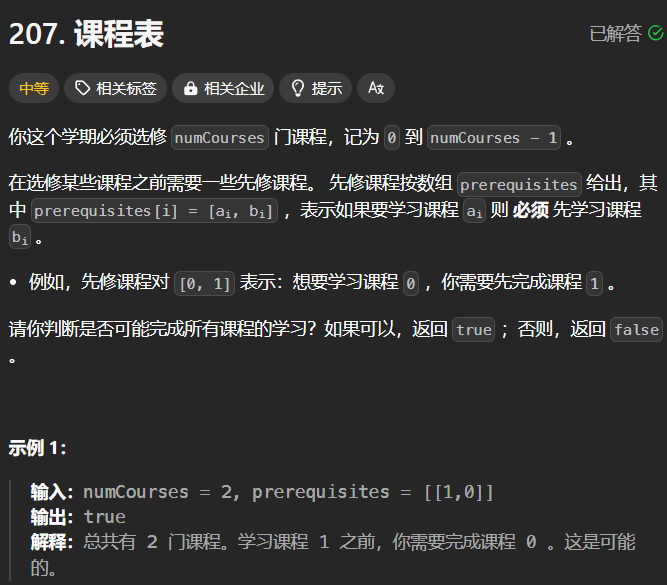 207. 课程表
已解答
中等 相关标签 相关企业 提示 Ax
你这个学期必须选修 numCourses 门课程，记为 0 到 numCourses - 1 。
在选修某些课程之前需要一些先修课程。 先修课程按数组 prerequisites 给出，其
中 prerequisites[i] = [aᵢ, bᵢ] ，表示如果要学习课程 aᵢ 则 必须 先学习课程
bᵢ 。
• 例如，先修课程对 [0, 1] 表示：想要学习课程 0 ，你需要先完成课程 1 。
请你判断是否可能完成所有课程的学习？如果可以，返回 true ；否则，返回 false
。
示例 1：
输入：numCourses = 2, prerequisites = [[1,0]]
输出：true
解释：总共有 2 门课程。学习课程 1 之前，你需要完成课程 0 。这是可能
的。